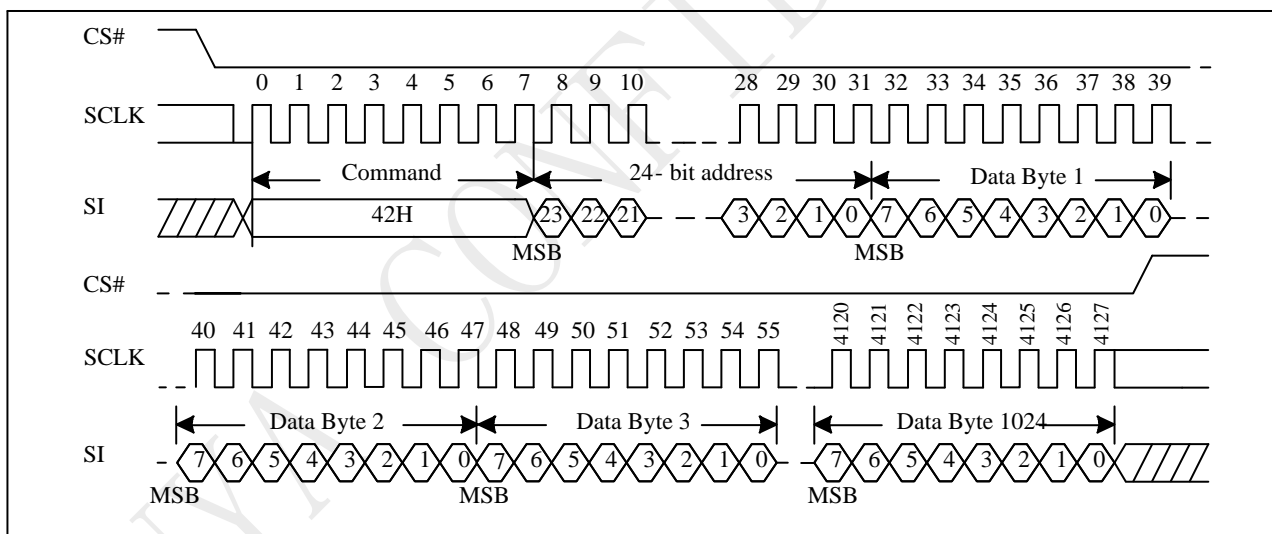 CS#
0 1 2 3 4 5 6 7 8 9 10 28 29 30 31 32 33 34 35 36 37 38 39
SCLK
Command 24- bit address Data Byte 1
SI 42H 23 22 21 3 2 1 0 7 6 5 4 3 2 1 0
MSB MSB
CS#
40 41 42 43 44 45 46 47 48 49 50 51 52 53 54 55 4120 4121 4122 4123 4124 4125 4126 4127
SCLK
Data Byte 2 Data Byte 3 Data Byte 1024
SI 7 6 5 4 3 2 1 0 7 6 5 4 3 2 1 0 7 6 5 4 3 2 1 0
MSB MSB MSB